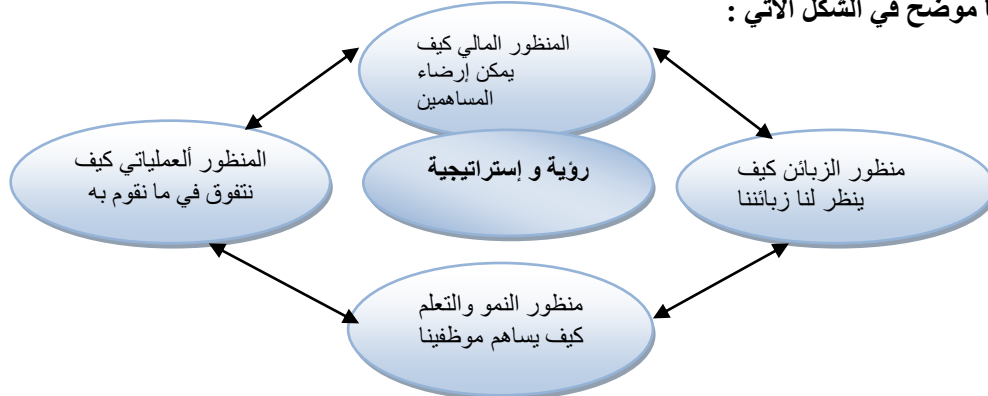 ا موضح في الشكل الآتي :
المنظور المالي كيف
يمكن إرضاء
المساهمين
منظور الزبائن كيف
ينظر لنا زبائننا
رؤية و إستراتيجية
المنظور ألعملياتي كيف
نتفوق في ما نقوم به
منظور النمو والتعلم
كيف يساهم موظفينا